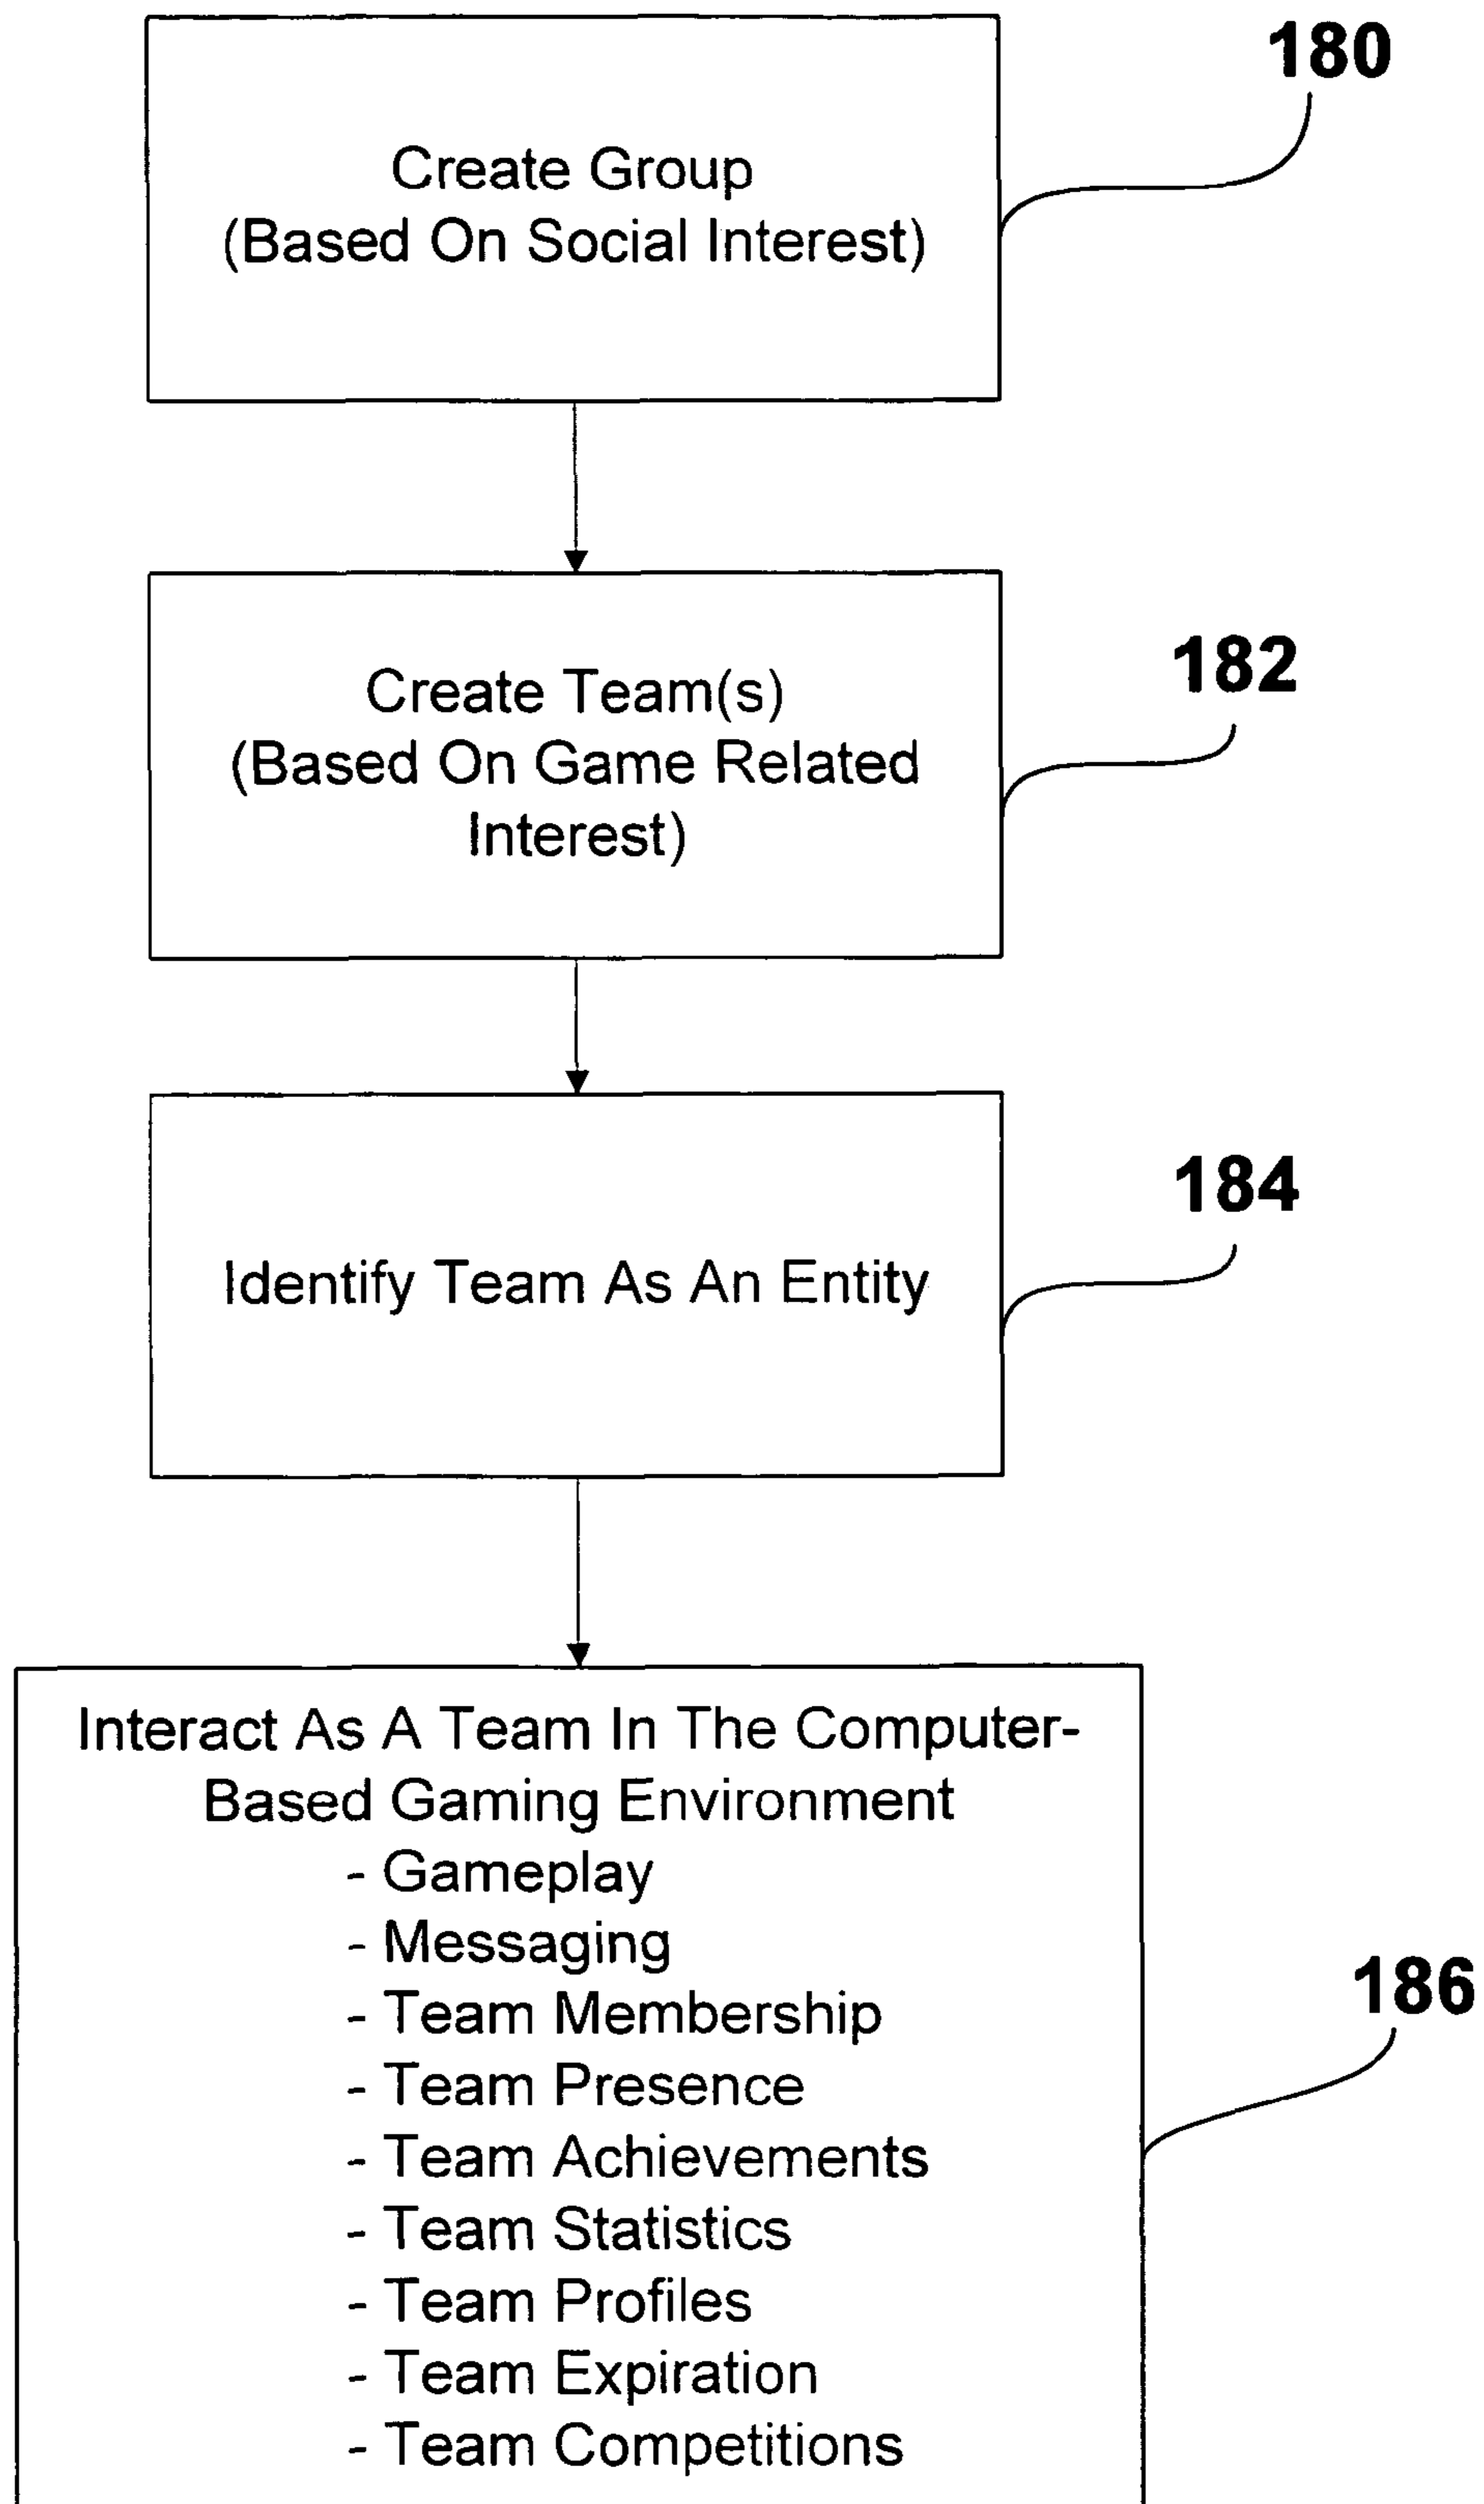 180
Create Group
(Based On Social Interest)
182
Create Team(s)
(Based On Game Related
Interest)
184
Identify Team As An Entity
Interact As A Team In The Computer-
Based Gaming Environment
- Gameplay
- Messaging
- Team Membership
- Team Presence
- Team Achievements
- Team Statistics
- Team Profiles
- Team Expiration
- Team Competitions
186